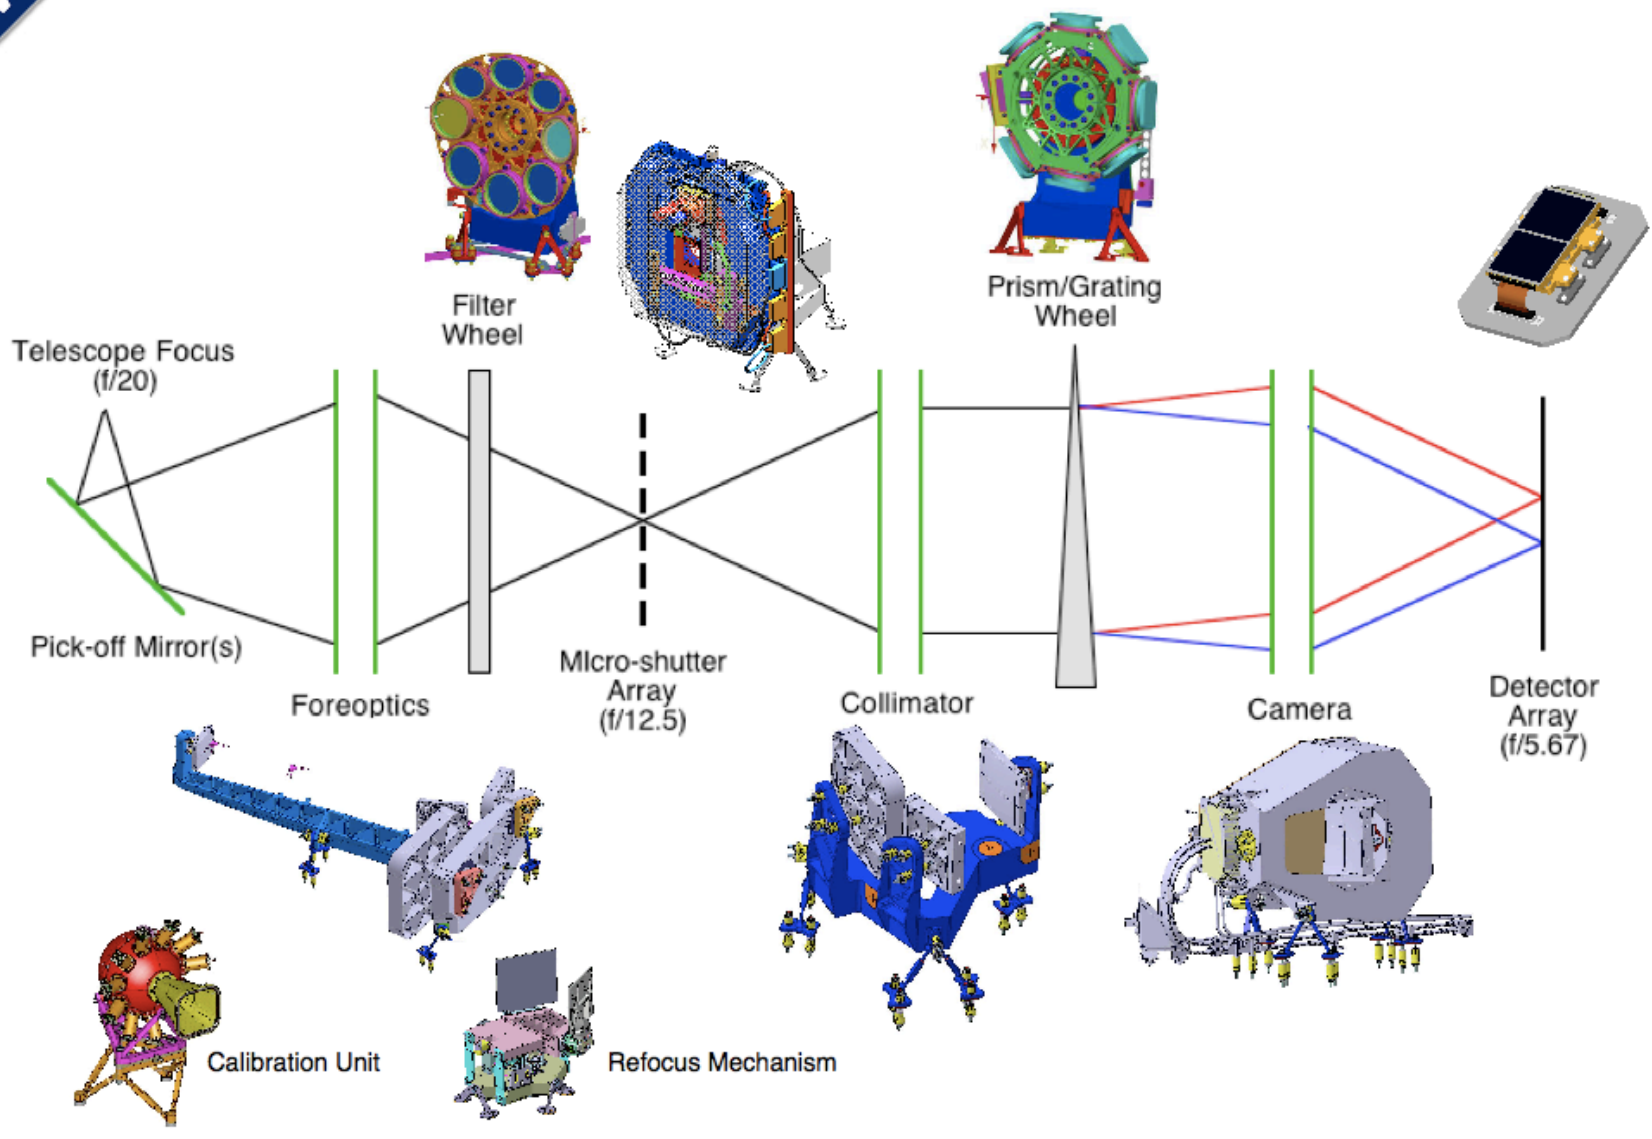 Filter
Wheel
Prism/Grating
Wheel
Telescope Focus
(f/20)
Pick-off Mirror(s)
Foreoptics
MIcro-shutter
Array
(f/12.5)
Collimator
Camera
Detector
Array
(f/5.67)
Calibration Unit
Refocus Mechanism